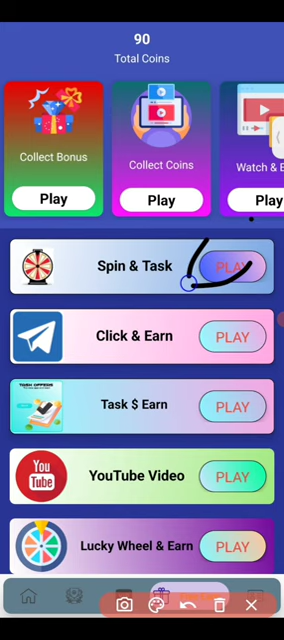 90
Total Coins
Collect Bonus
Play
Collect Coins
Play
Watch & E
Play
Spin & Task
PLAY
Click & Earn
PLAY
Task $ Earn
PLAY
You
Tube
YouTube Video
PLAY
Lucky Wheel & Earn
PLAY